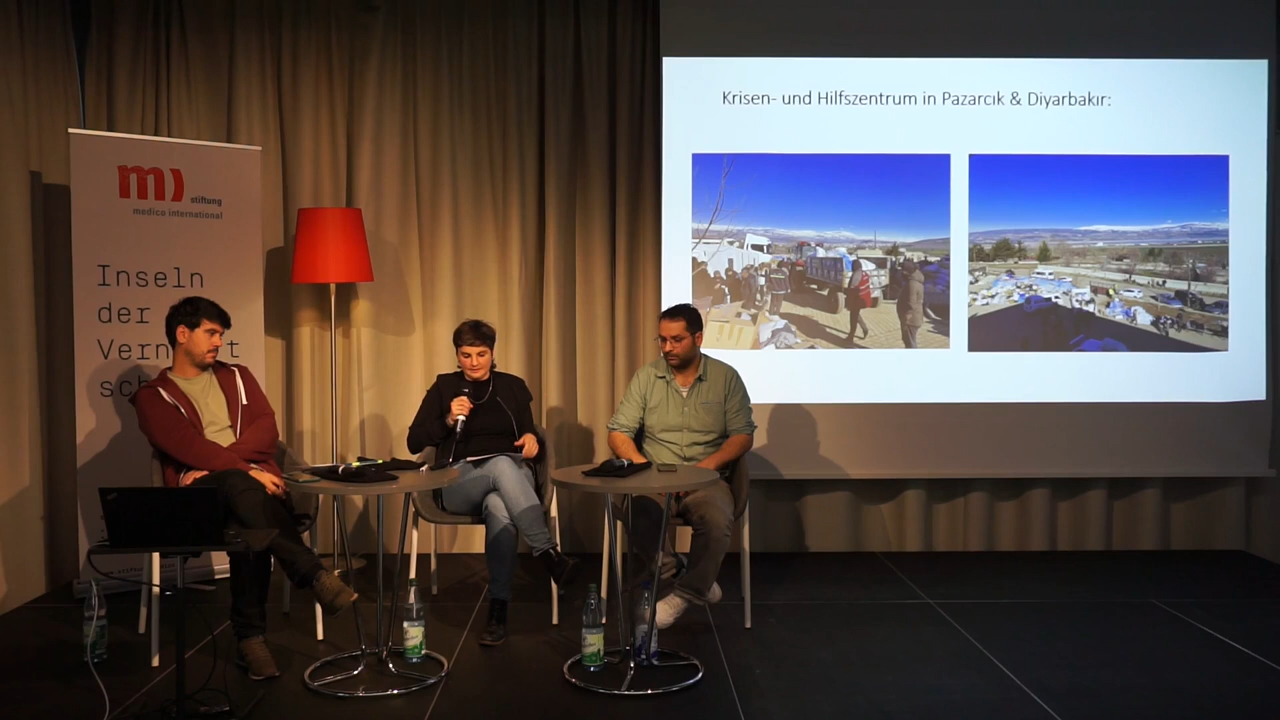 m)
stiftung
medico international
Inseln
der
Krisen- und Hilfszentrum in Pazarcık & Diyarbakır: